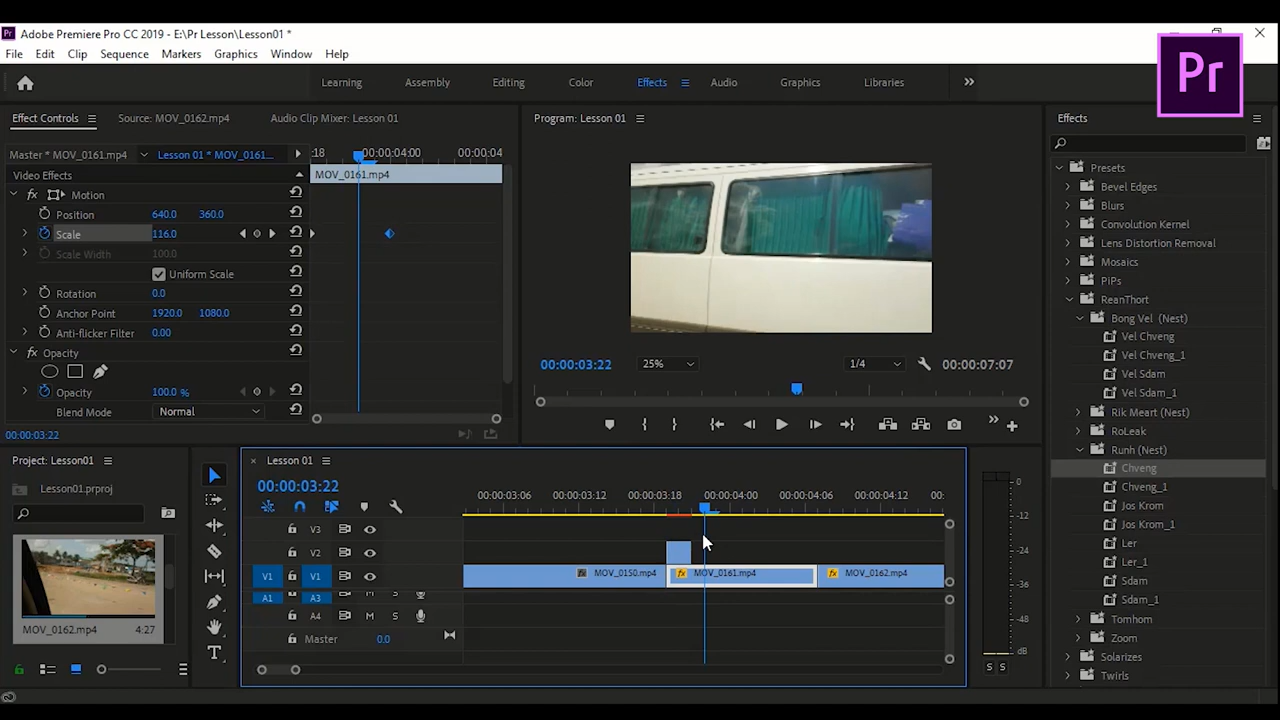 Adobe Premiere Pro CC 2019 - E:\Pr Lesson\Lesson01 *
File Edit Clip Sequence Markers Graphics Window Help
Pr
Learning Assembly Editing Color Effects Audio Graphics Libraries
Effect Controls Source: MOV_0162.mp4 Audio Clip Mixer: Lesson 01
Master * MOV_0161.mp4 Lesson 01 * MOV_0161...
:18 00:00:04:00 00:00:04
Video Effects
MOV_0161.mp4
fx Motion
Position 640.0 360.0
Scale 116.0
Scale Width 100.0
Uniform Scale
Rotation 0.0
Anchor Point 1920.0 1080.0
Anti-flicker Filter 0.00
fx Opacity
Opacity 100.0 %
Blend Mode Normal
00:00:03:22
Program: Lesson 01
00:00:03:22 25% 1/4 00:00:07:07
Effects
Presets
Bevel Edges
Blurs
Convolution Kernel
Lens Distortion Removal
Mosaics
PiPs
ReanThort
Bong Vel (Nest)
Vel Chveng
Vel Chveng_1
Vel Sdam
Vel Sdam_1
Rik Meart (Nest)
RoLeak
Runh (Nest)
Chveng
Chveng_1
Jos Krom
Jos Krom_1
Ler
Ler_1
Sdam
Sdam_1
Tomhom
Zoom
Solarizes
Twirls
Project: Lesson01
Lesson01.prproj
MOV_0162.mp4 4:27
Lesson 01
00:00:03:22
00:00:03:06 00:00:03:12 00:00:03:18 00:00:04:00 00:00:04:06 00:00:04:12 00:
V3
V2
V1 V1 MOV_0150.mp4 fx MOV_0161.mp4 fx MOV_0162.mp4
A1 A3 M S
A4 M S
Master 0.0
0
-12
-24
-36
-48
dB
S S